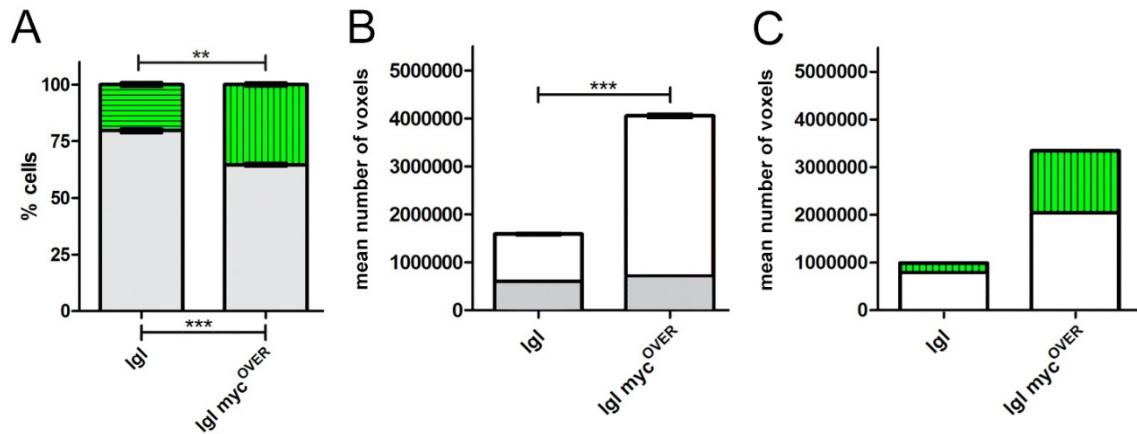 A
**
100
75
50
25
0
% cells
***
lgl
lgl myc^OVER
B
5000000
4000000
3000000
2000000
1000000
0
mean number of voxels
***
lgl
lgl myc^OVER
C
5000000
4000000
3000000
2000000
1000000
0
mean number of voxels
lgl
lgl myc^OVER